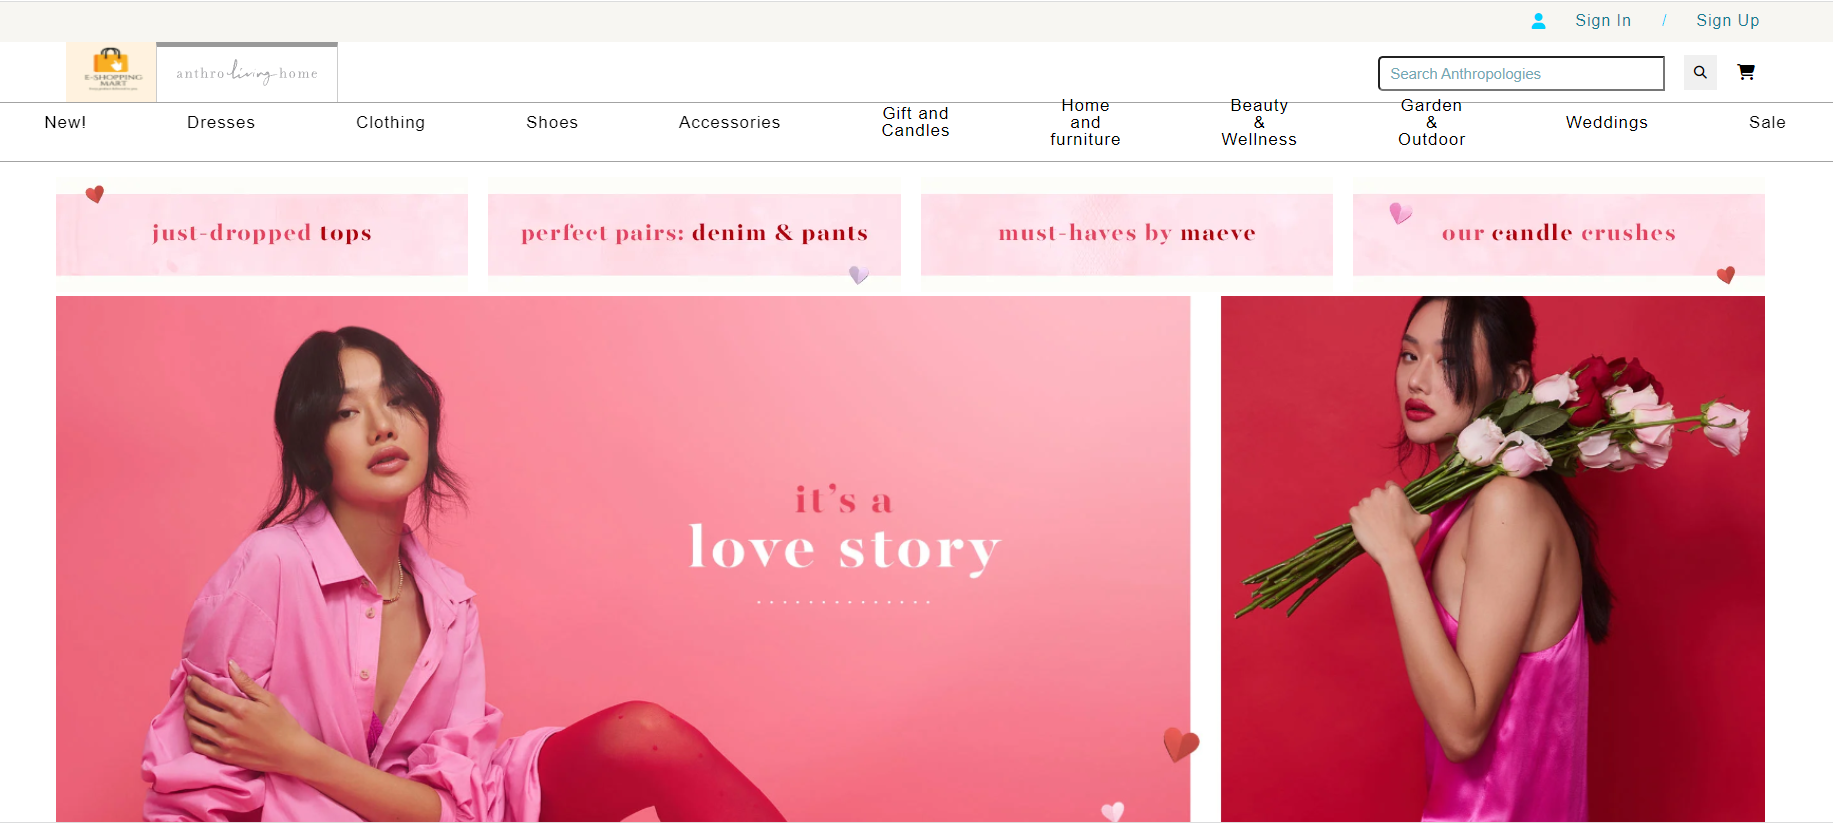 Sign In / Sign Up
E-SHOPPING
MART
anthro living home
Search Anthropologies
New!
Dresses
Clothing
Shoes
Accessories
Gift and
Candles
Home
and
furniture
Beauty
&
Wellness
Garden
&
Outdoor
Weddings
Sale
just-dropped tops
perfect pairs: denim & pants
must-haves by maeve
our candle crushes
it's a
love story